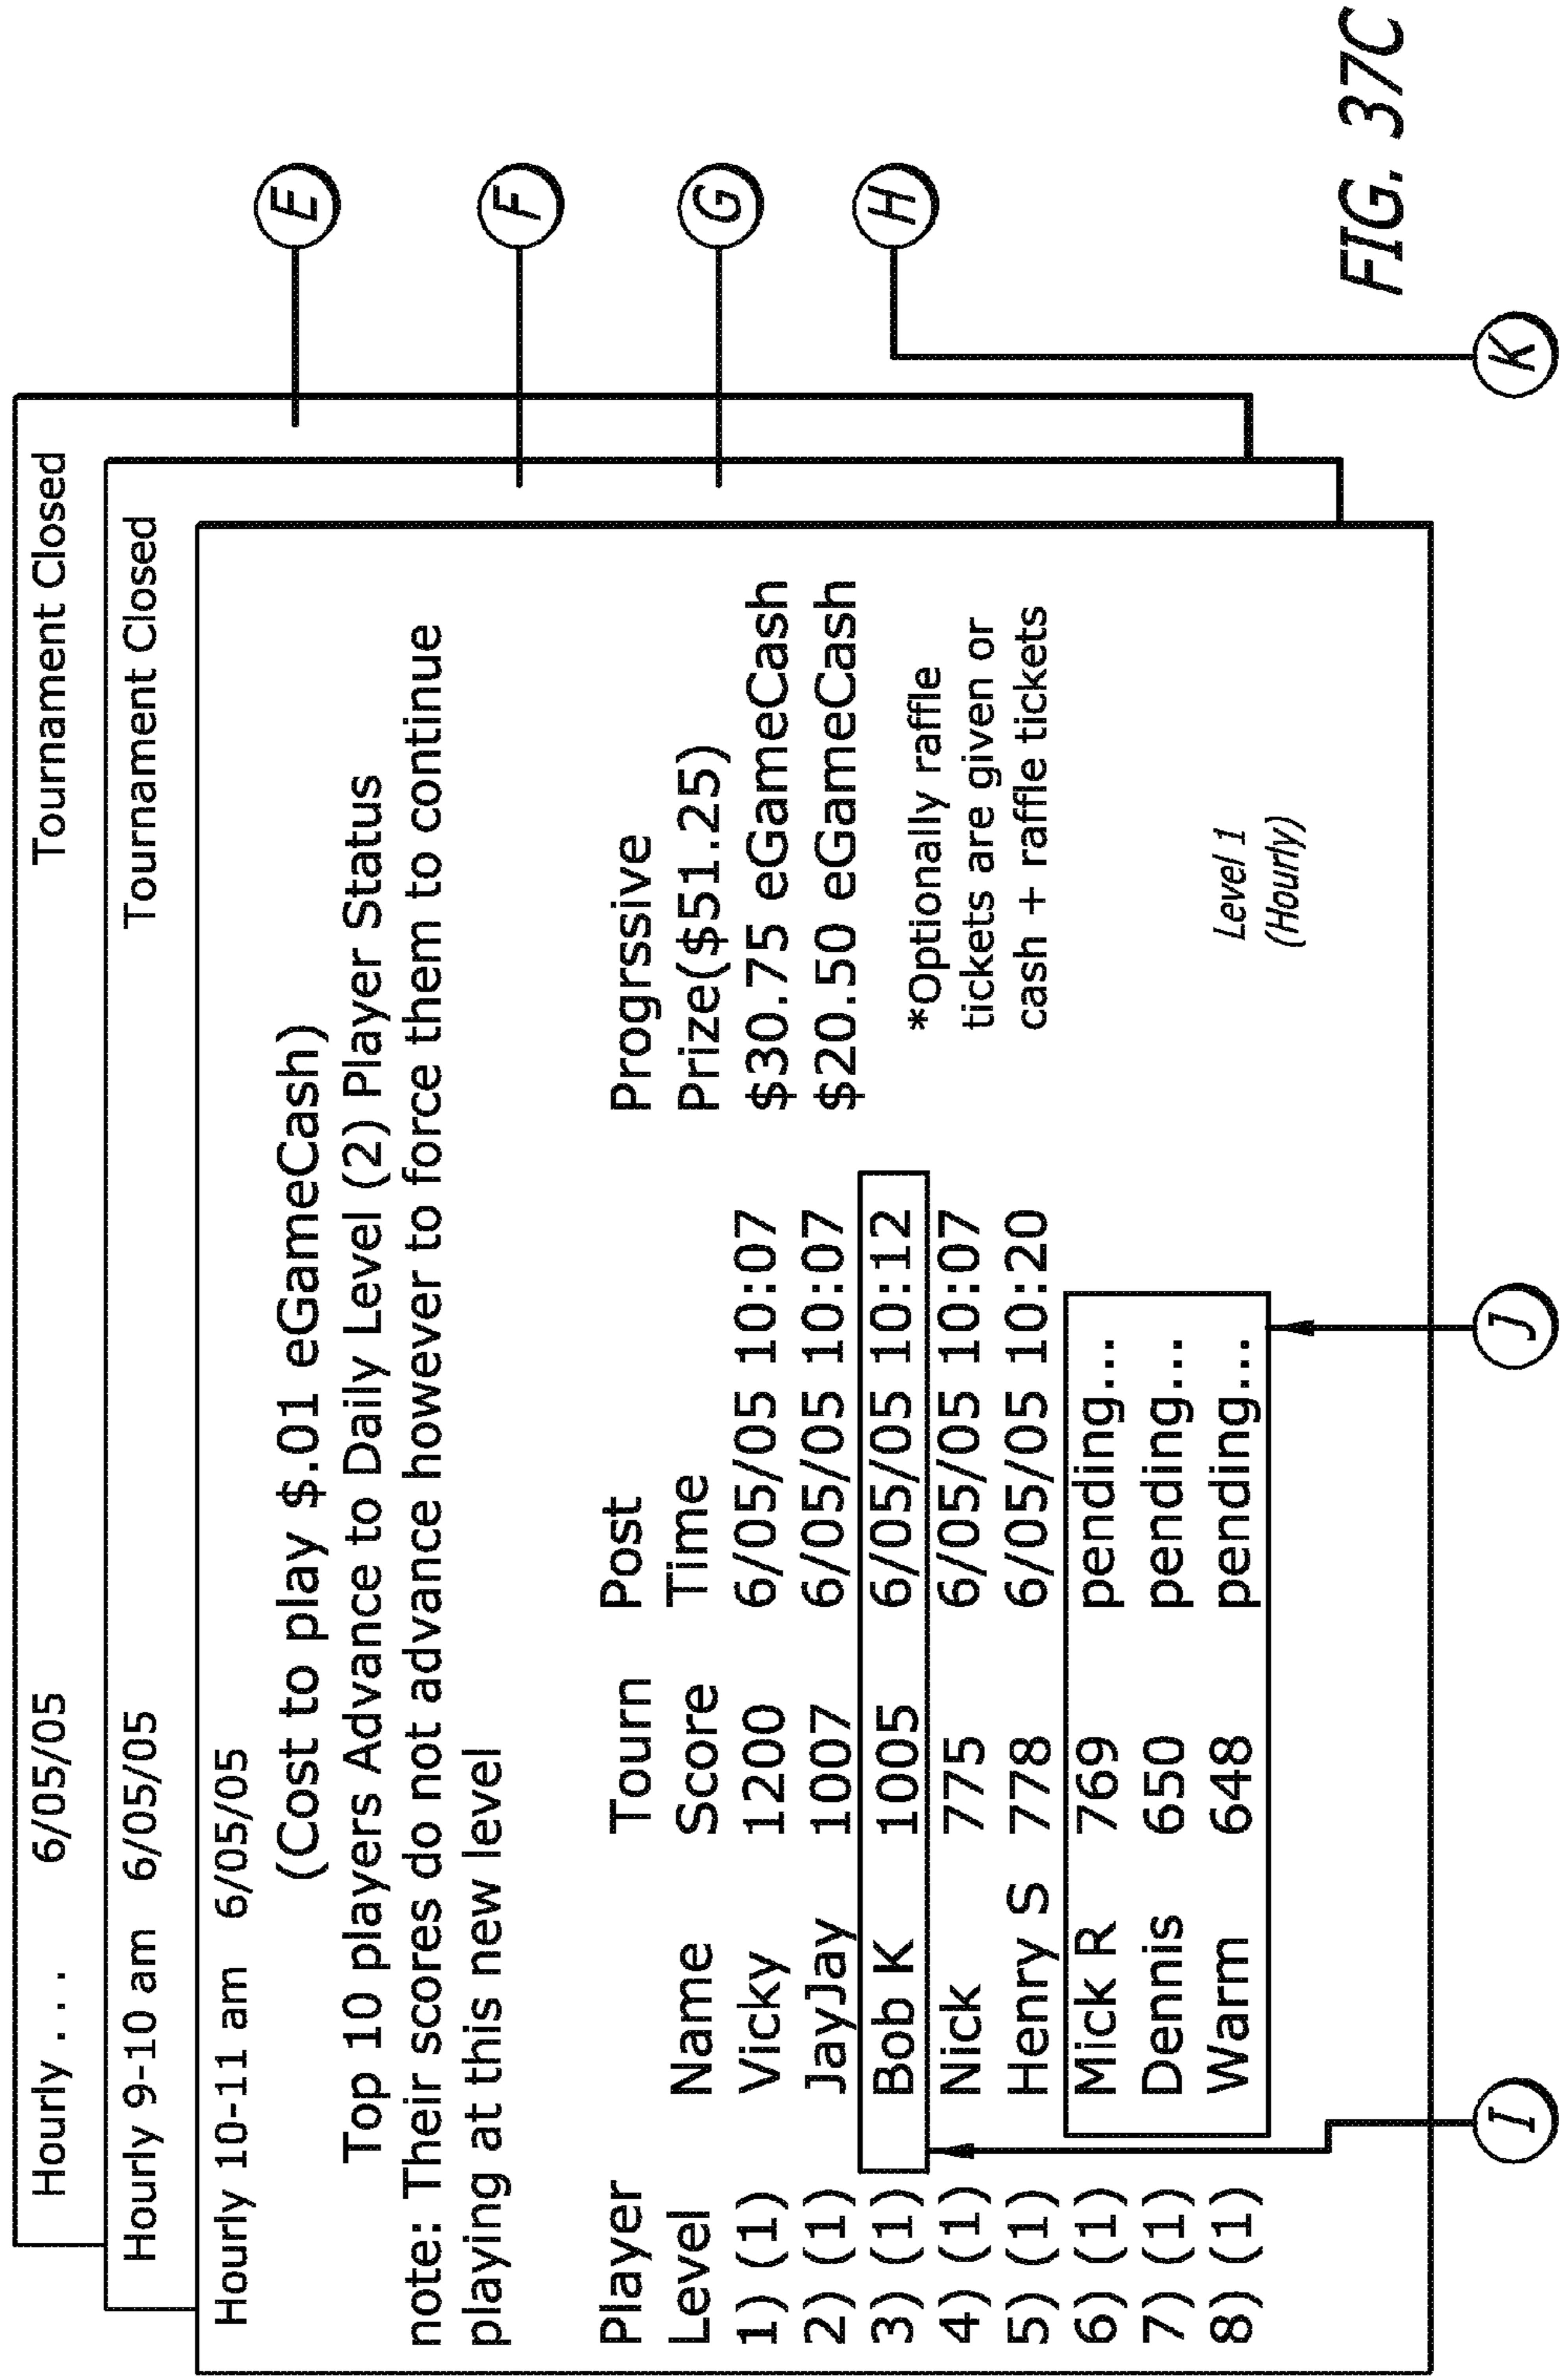 Hourly . . . 6/05/05 Tournament Closed
Hourly 9-10 am 6/05/05 Tournament Closed
Hourly 10-11 am 6/05/05
(Cost to play $.01 eGameCash)
Top 10 players Advance to Daily Level (2) Player Status
note: Their scores do not advance however to force them to continue
playing at this new level
Player Tourn Post Progrssive
Level Name Score Time Prize($51.25)
1) (1) Vicky 1200 6/05/05 10:07 $30.75 eGameCash
2) (1) JayJay 1007 6/05/05 10:07 $20.50 eGameCash
3) (1) Bob K 1005 6/05/05 10:12
4) (1) Nick 775 6/05/05 10:07
5) (1) Henry S 778 6/05/05 10:20
6) (1) Mick R 769 pending...
7) (1) Dennis 650 pending...
8) (1) Warm 648 pending...
*Optionally raffle
tickets are given or
cash + raffle tickets
Level 1
(Hourly)
E
F
G
H
I
J
K
FIG. 37C